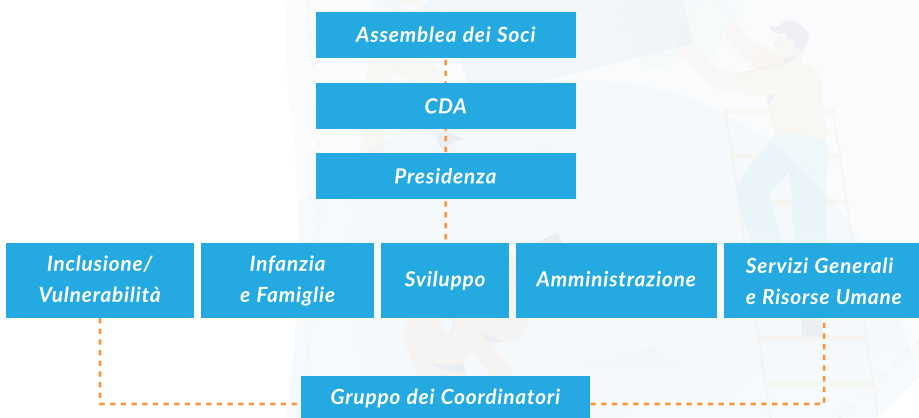 Assemblea dei Soci
CDA
Presidenza
Inclusione/
Vulnerabilità
Infanzia
e Famiglie
Sviluppo
Amministrazione
Servizi Generali
e Risorse Umane
Gruppo dei Coordinatori